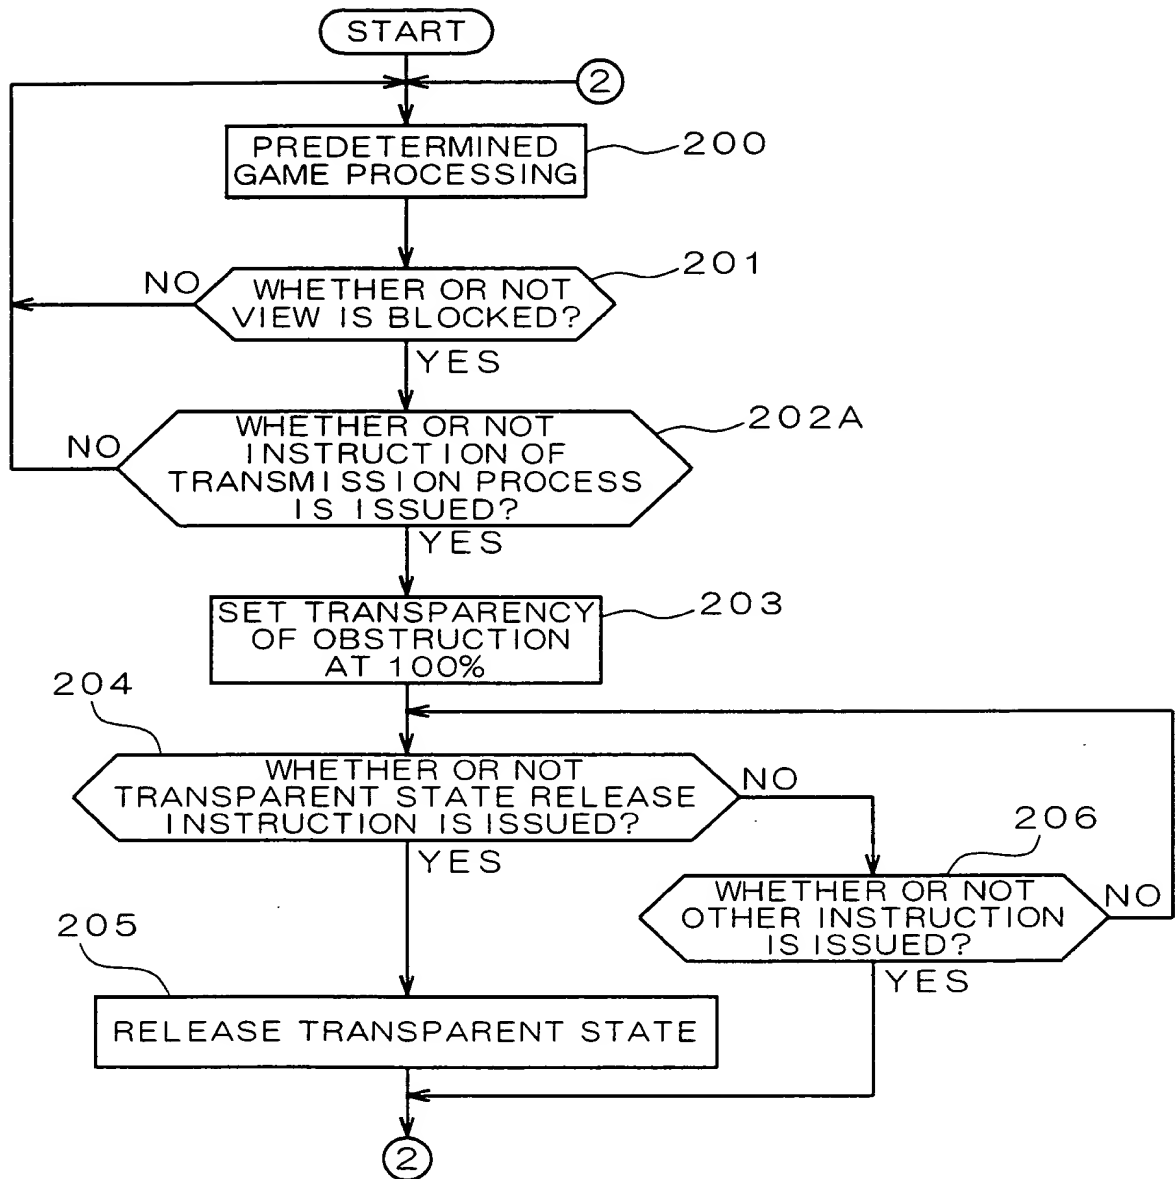 START
2
PREDETERMINED
GAME PROCESSING
200
WHETHER OR NOT
VIEW IS BLOCKED?
201
NO
YES
WHETHER OR NOT
INSTRUCTION OF
TRANSMISSION PROCESS
IS ISSUED?
202A
NO
YES
SET TRANSPARENCY
OF OBSTRUCTION
AT 100%
203
204
WHETHER OR NOT
TRANSPARENT STATE RELEASE
INSTRUCTION IS ISSUED?
NO
YES
206
WHETHER OR NOT
OTHER INSTRUCTION
IS ISSUED?
NO
YES
205
RELEASE TRANSPARENT STATE
2